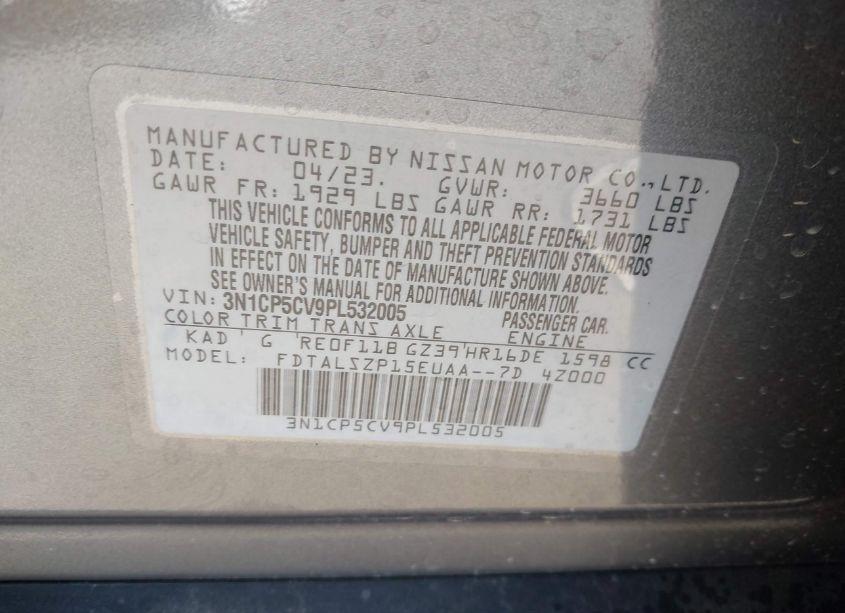 MANUFACTURED BY NISSAN MOTOR CO.,LTD.
DATE: 04/23. GVWR: 3660 LBS
GAWR FR: 1929 LBS GAWR RR: 1731 LBS
THIS VEHICLE CONFORMS TO ALL APPLICABLE FEDERAL MOTOR
VEHICLE SAFETY, BUMPER AND THEFT PREVENTION STANDARDS
IN EFFECT ON THE DATE OF MANUFACTURE SHOWN ABOVE.
SEE OWNER'S MANUAL FOR ADDITIONAL INFORMATION.
VIN: 3N1CP5CV9PL532005 PASSENGER CAR.
COLOR TRIM TRANS AXLE ENGINE
KAD ' G 'RE0F11B GZ39'HR16DE 1598 CC
MODEL: FDTALSZP15EUAA--7D 4Z000
3N1CP5CV9PL532005